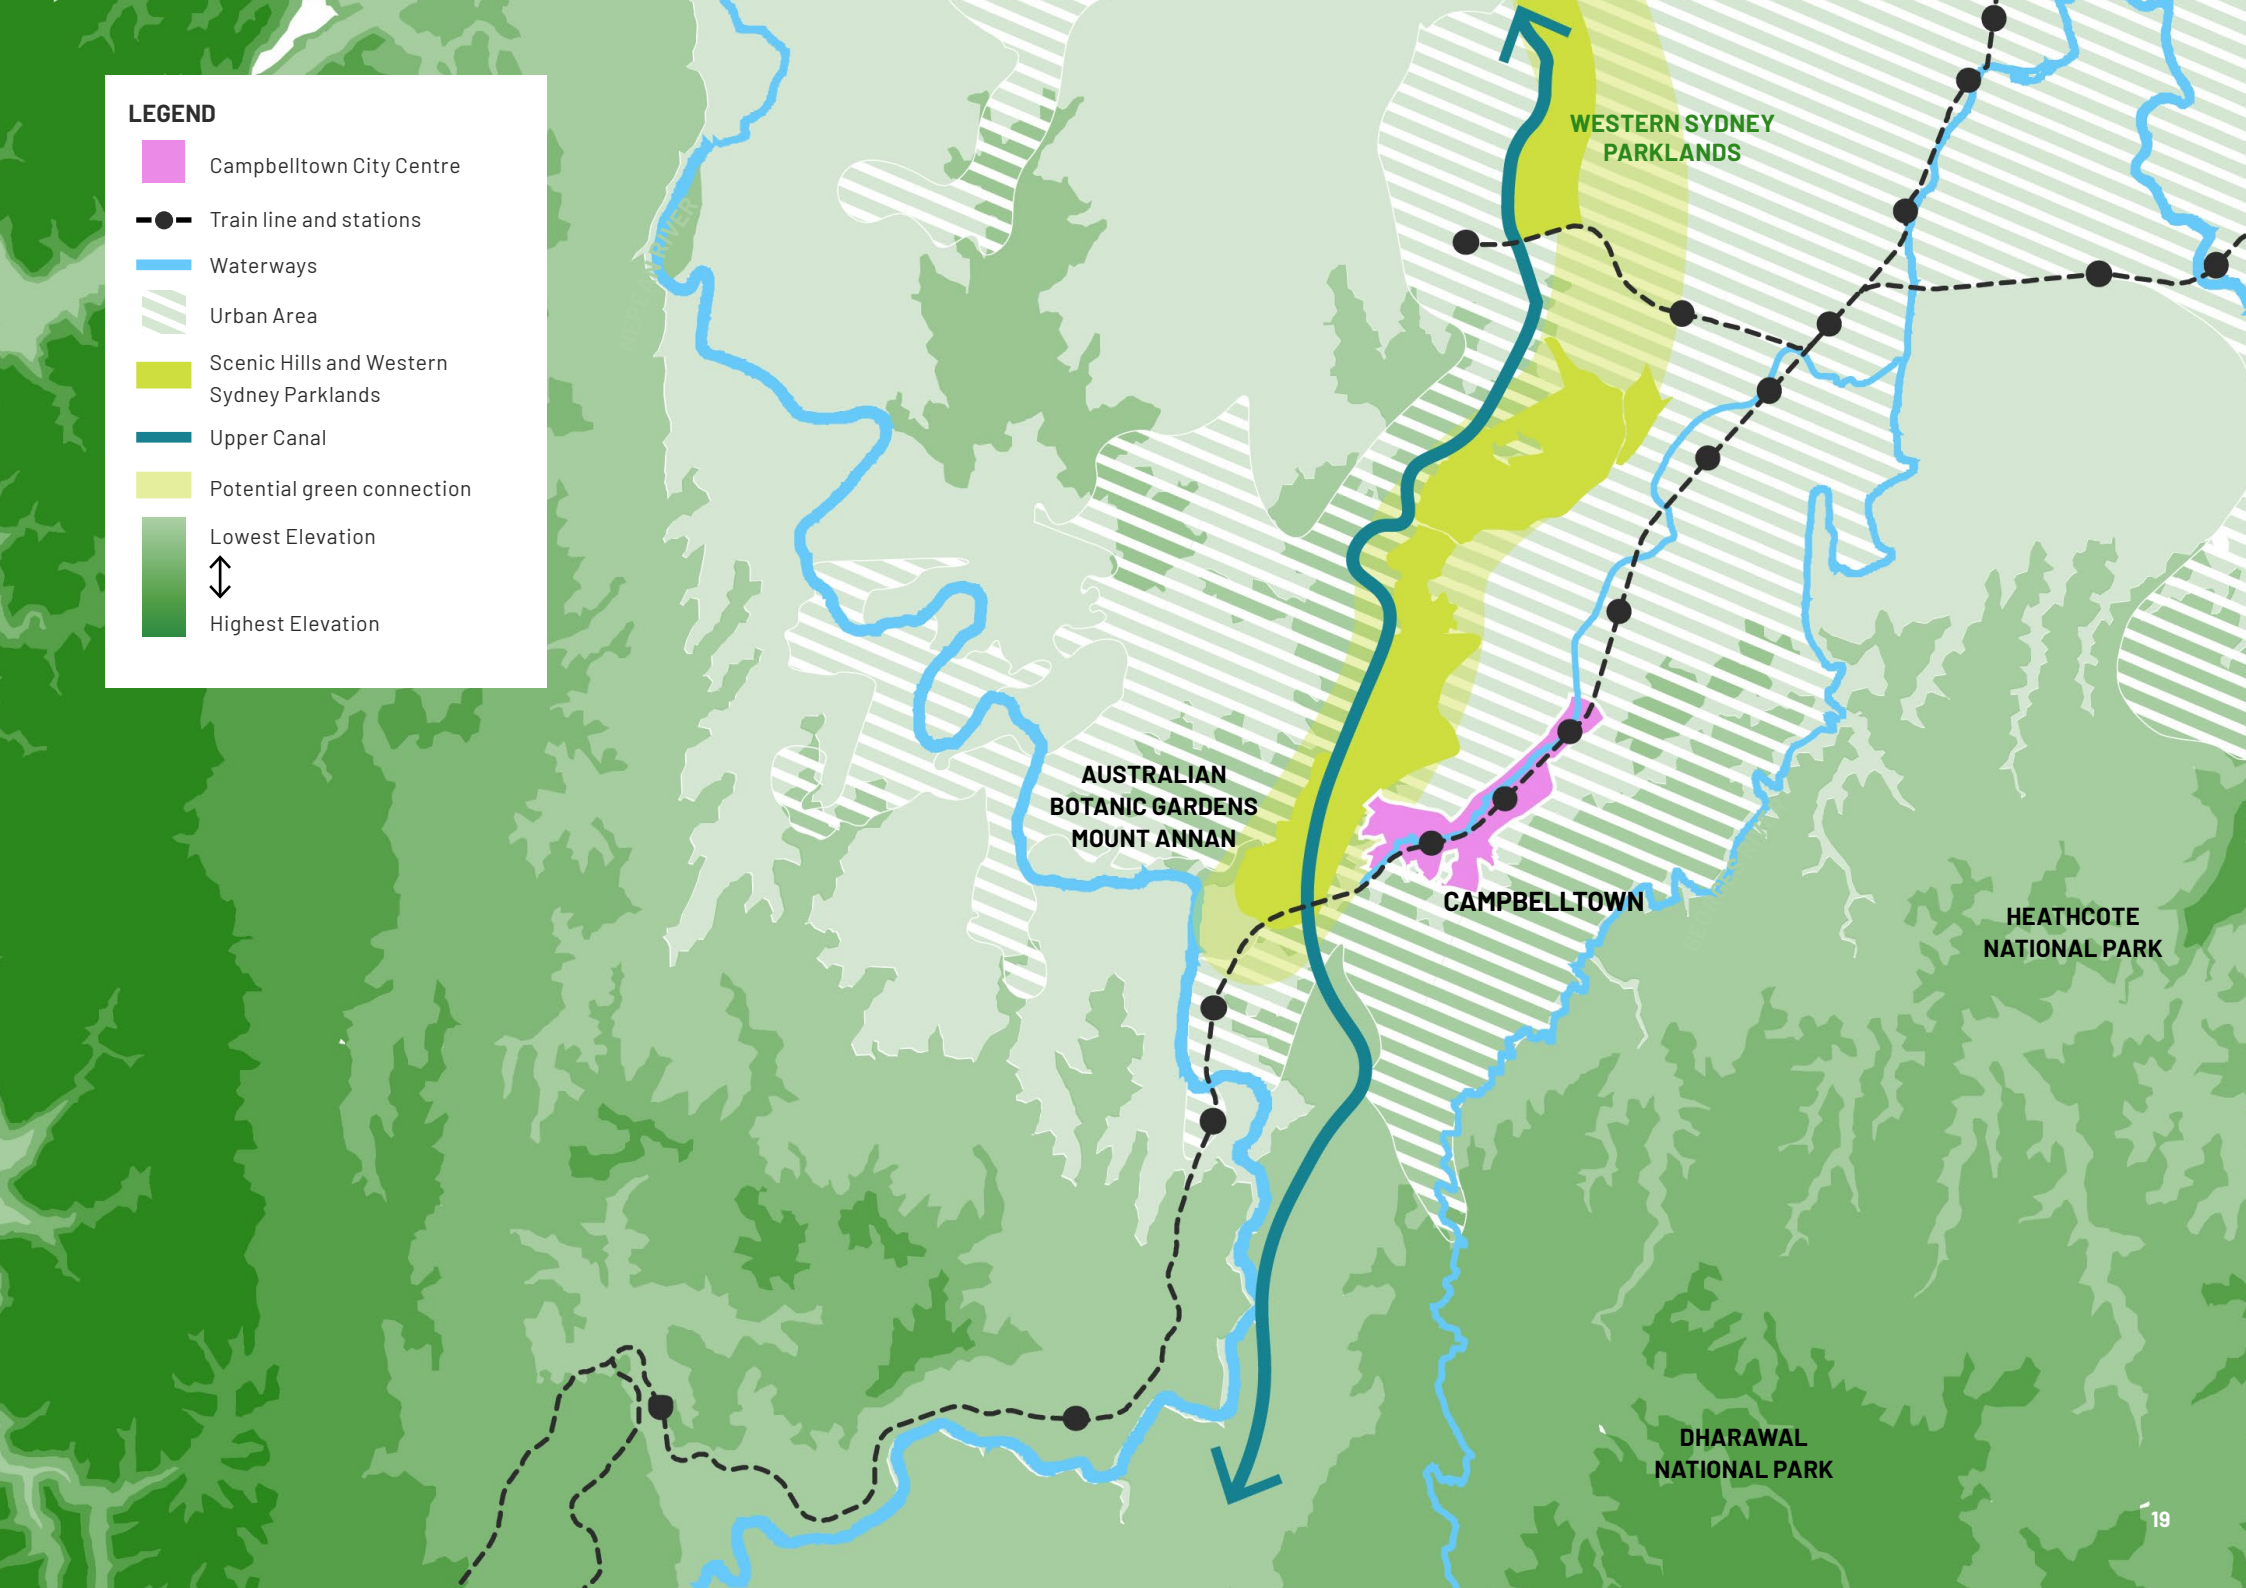 LEGEND
Campbelltown City Centre
Train line and stations
Waterways
Urban Area
Scenic Hills and Western
Sydney Parklands
Upper Canal
Potential green connection
Lowest Elevation
Highest Elevation
WESTERN SYDNEY
PARKLANDS
NEPEAN RIVER
AUSTRALIAN
BOTANIC GARDENS
MOUNT ANNAN
CAMPBELLTOWN
HEATHCOTE
NATIONAL PARK
DHARAWAL
NATIONAL PARK
19